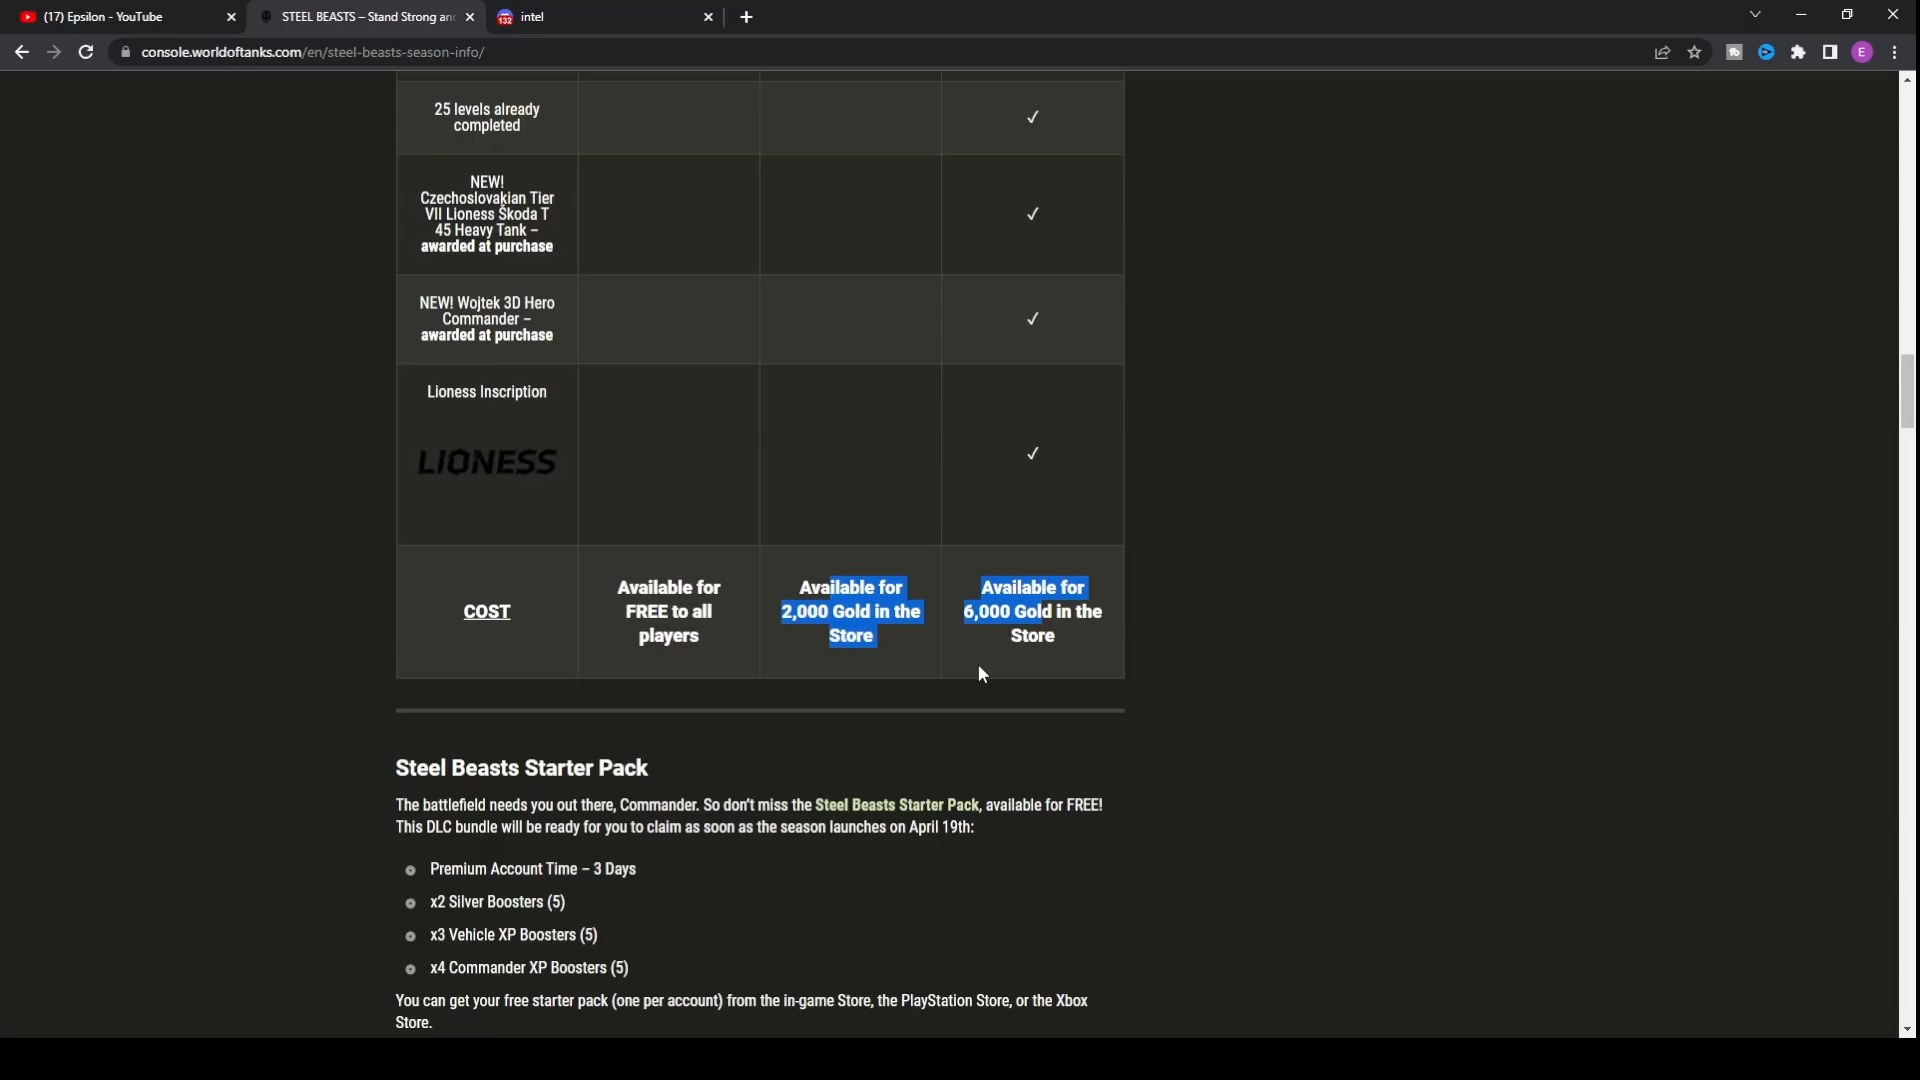 (17) Epsilon - YouTube
STEEL BEASTS – Stand Strong an
132
intel
console.worldoftanks.com/en/steel-beasts-season-info/
tb
E
25 levels already
completed
✓
NEW!
Czechoslovakian Tier
VII Lioness Škoda T
45 Heavy Tank –
awarded at purchase
✓
NEW! Wojtek 3D Hero
Commander –
awarded at purchase
✓
Lioness Inscription
LIONESS
✓
COST
Available for
FREE to all
players
Available for
2,000 Gold in the
Store
Available for
6,000 Gold in the
Store
Steel Beasts Starter Pack
The battlefield needs you out there, Commander. So don't miss the Steel Beasts Starter Pack, available for FREE!
This DLC bundle will be ready for you to claim as soon as the season launches on April 19th:
Premium Account Time – 3 Days
x2 Silver Boosters (5)
x3 Vehicle XP Boosters (5)
x4 Commander XP Boosters (5)
You can get your free starter pack (one per account) from the in-game Store, the PlayStation Store, or the Xbox
Store.